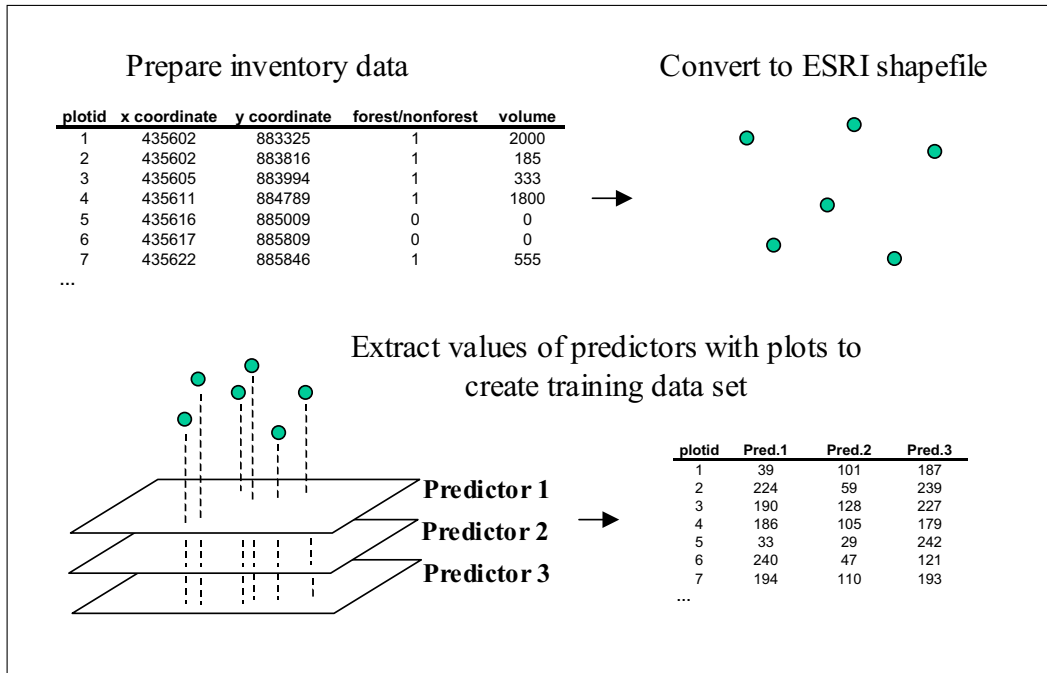 Prepare inventory data
plotid x coordinate y coordinate forest/nonforest volume
1 435602 883325 1 2000
2 435602 883816 1 185
3 435605 883994 1 333
4 435611 884789 1 1800
5 435616 885009 0 0
6 435617 885809 0 0
7 435622 885846 1 555
...
Convert to ESRI shapefile
Extract values of predictors with plots to
create training data set
Predictor 1
Predictor 2
Predictor 3
plotid Pred.1 Pred.2 Pred.3
1 39 101 187
2 224 59 239
3 190 128 227
4 186 105 179
5 33 29 242
6 240 47 121
7 194 110 193
...